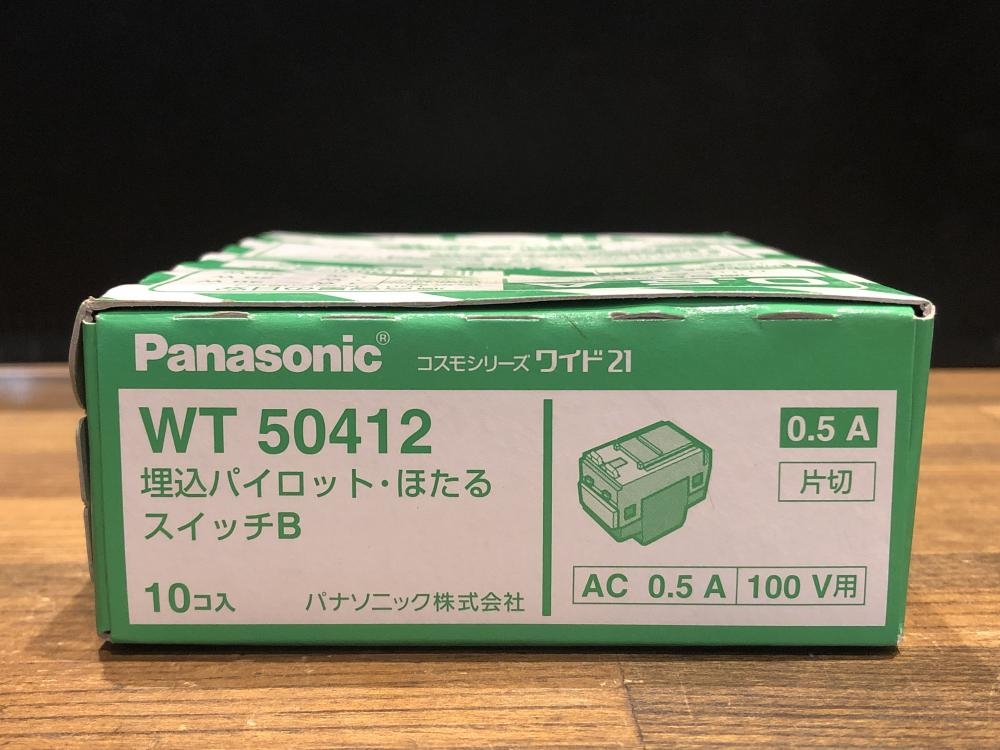 Panasonic®
コスモシリーズ ワイド21
WT 50412
埋込パイロット・ほたる
スイッチB
10コ入
パナソニック株式会社
0.5 A
片切
AC 0.5 A
100 V用